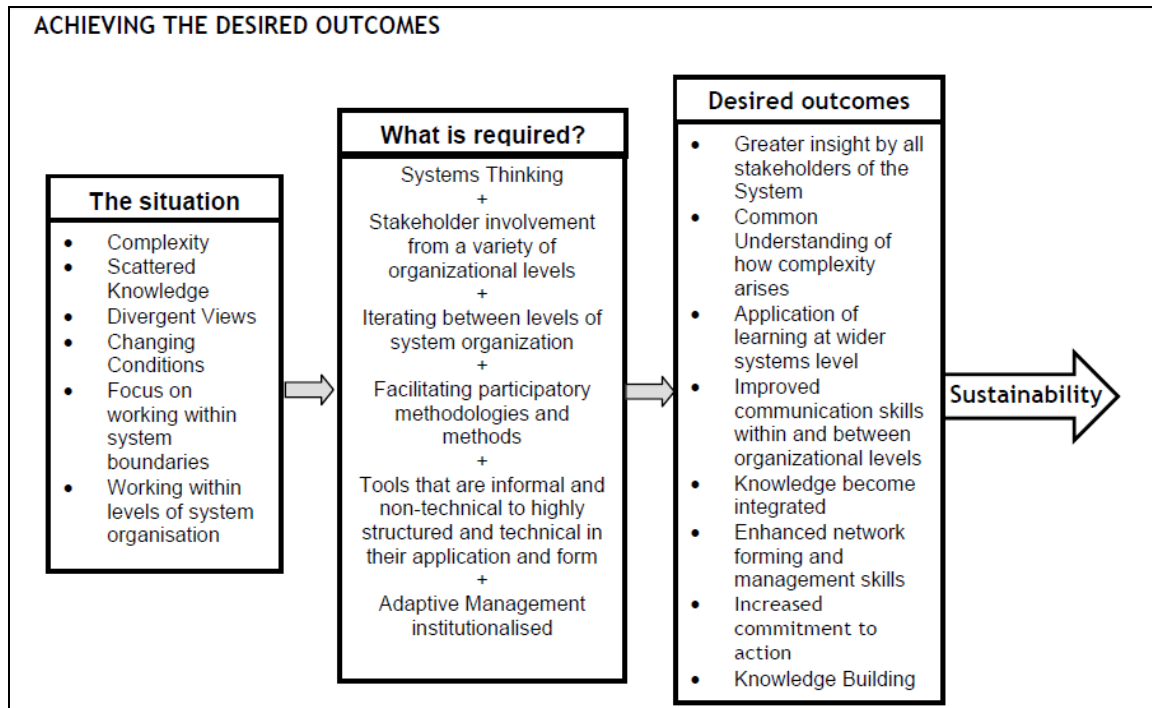 ACHIEVING THE DESIRED OUTCOMES
The situation
• Complexity
• Scattered
Knowledge
• Divergent Views
• Changing
Conditions
• Focus on
working within
system
boundaries
• Working within
levels of system
organisation
What is required?
Systems Thinking
+
Stakeholder involvement
from a variety of
organizational levels
+
Iterating between levels of
system organization
+
Facilitating participatory
methodologies and
methods
+
Tools that are informal and
non-technical to highly
structured and technical in
their application and form
+
Adaptive Management
institutionalised
Desired outcomes
• Greater insight by all
stakeholders of the
System
• Common
Understanding of
how complexity
arises
• Application of
learning at wider
systems level
• Improved
communication skills
within and between
organizational levels
• Knowledge become
integrated
• Enhanced network
forming and
management skills
• Increased
commitment to
action
• Knowledge Building
Sustainability